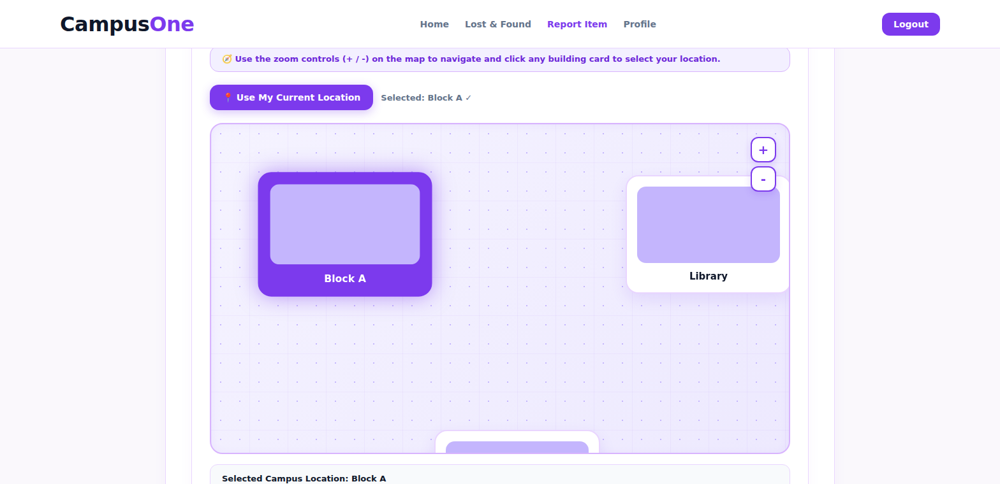 CampusOne
Home Lost & Found Report Item Profile
Logout
🧭 Use the zoom controls (+ / -) on the map to navigate and click any building card to select your location.
📍 Use My Current Location
Selected: Block A ✓
+
-
Block A
Library
Selected Campus Location: Block A